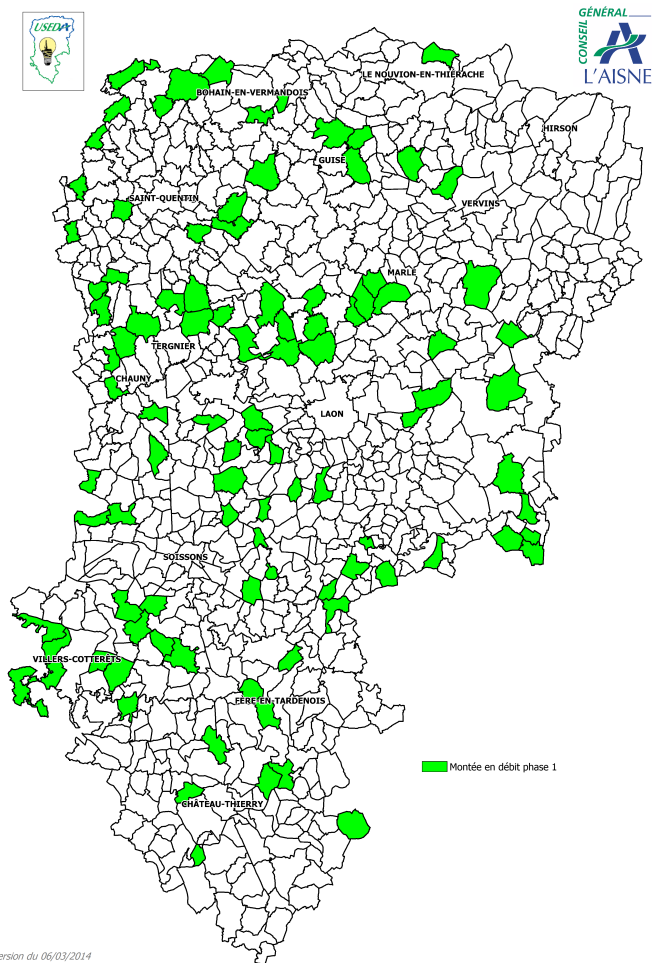 USEDA
CONSEIL GÉNÉRAL
L'AISNE
LE NOUVION-EN-THIERACHE
BOHAIN-EN-VERMANDOIS
HIRSON
GUISE
SAINT-QUENTIN
VERVINS
MARLE
TERGNIER
CHAUNY
LAON
SOISSONS
VILLERS-COTTERÊTS
FÈRE-EN-TARDENOIS
Montée en débit phase 1
CHÂTEAU-THIERRY
ersion du 06/03/2014